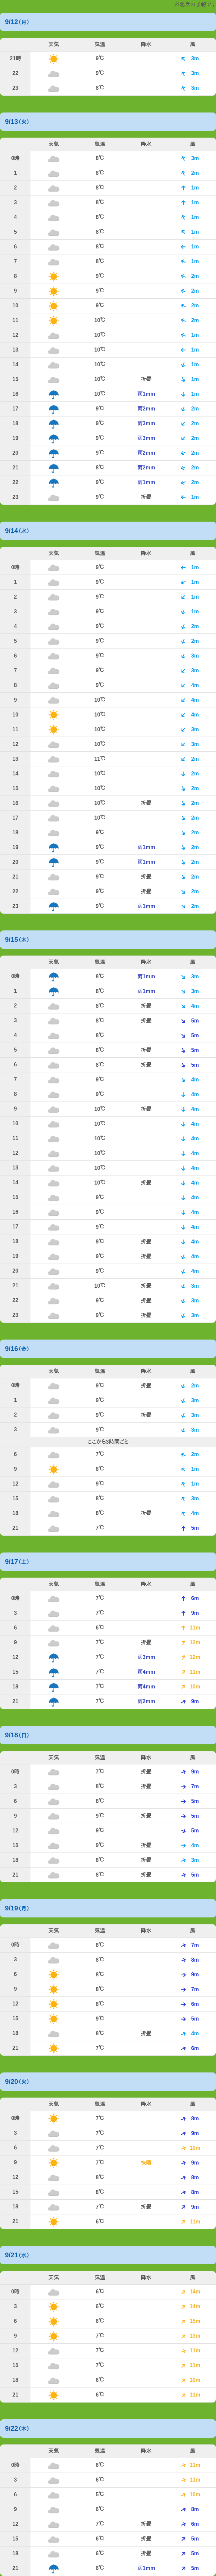 9/12(月)
天気 気温 降水 風
21時 9℃ 3m
22 9℃ 3m
23 8℃ 3m
9/13(火)
天気 気温 降水 風
0時 8℃ 3m
1 8℃ 2m
2 8℃ 1m
3 8℃ 1m
4 8℃ 1m
5 8℃ 1m
6 8℃ 1m
7 8℃ 1m
8 9℃ 2m
9 9℃ 2m
10 9℃ 2m
11 10℃ 2m
12 10℃ 1m
13 10℃ 1m
14 10℃ 1m
15 10℃ 折畳 1m
16 10℃ 雨1mm 1m
17 9℃ 雨2mm 2m
18 9℃ 雨3mm 2m
19 9℃ 雨3mm 2m
20 9℃ 雨2mm 2m
21 8℃ 雨2mm 2m
22 9℃ 雨1mm 2m
23 9℃ 折畳 1m
9/14(水)
天気 気温 降水 風
0時 9℃ 1m
1 9℃ 1m
2 9℃ 1m
3 9℃ 1m
4 9℃ 2m
5 9℃ 2m
6 9℃ 3m
7 9℃ 3m
8 9℃ 4m
9 10℃ 4m
10 10℃ 4m
11 10℃ 3m
12 10℃ 3m
13 11℃ 2m
14 10℃ 2m
15 10℃ 2m
16 10℃ 折畳 2m
17 10℃ 2m
18 9℃ 2m
19 9℃ 雨1mm 2m
20 9℃ 雨1mm 2m
21 9℃ 折畳 2m
22 9℃ 折畳 2m
23 9℃ 雨1mm 2m
9/15(木)
天気 気温 降水 風
0時 8℃ 雨1mm 3m
1 8℃ 雨1mm 3m
2 8℃ 折畳 4m
3 8℃ 折畳 5m
4 8℃ 5m
5 8℃ 折畳 5m
6 8℃ 折畳 5m
7 9℃ 4m
8 9℃ 4m
9 10℃ 折畳 4m
10 10℃ 4m
11 10℃ 4m
12 10℃ 4m
13 10℃ 4m
14 10℃ 折畳 4m
15 9℃ 4m
16 9℃ 4m
17 9℃ 4m
18 9℃ 折畳 4m
19 9℃ 折畳 4m
20 9℃ 4m
21 10℃ 折畳 3m
22 9℃ 折畳 3m
23 9℃ 折畳 3m
9/16(金)
天気 気温 降水 風
0時 9℃ 折畳 2m
1 9℃ 3m
2 9℃ 折畳 3m
3 9℃ 3m
ここから3時間ごと
6 7℃ 2m
9 8℃ 1m
12 9℃ 1m
15 8℃ 3m
18 8℃ 折畳 4m
21 7℃ 5m
9/17(土)
天気 気温 降水 風
0時 7℃ 6m
3 7℃ 9m
6 6℃ 11m
9 7℃ 折畳 12m
12 7℃ 雨3mm 12m
15 7℃ 雨4mm 11m
18 7℃ 雨4mm 10m
21 7℃ 雨2mm 9m
9/18(日)
天気 気温 降水 風
0時 7℃ 折畳 9m
3 8℃ 折畳 7m
6 8℃ 5m
9 9℃ 折畳 5m
12 9℃ 5m
15 9℃ 折畳 4m
18 8℃ 折畳 3m
21 8℃ 折畳 5m
9/19(月)
天気 気温 降水 風
0時 8℃ 7m
3 8℃ 8m
6 8℃ 9m
9 8℃ 7m
12 8℃ 6m
15 9℃ 5m
18 8℃ 折畳 4m
21 7℃ 6m
9/20(火)
天気 気温 降水 風
0時 7℃ 8m
3 7℃ 9m
6 7℃ 10m
9 7℃ 9m
12 8℃ 8m
15 8℃ 8m
18 7℃ 折畳 9m
21 6℃ 11m
9/21(水)
天気 気温 降水 風
0時 6℃ 14m
3 6℃ 14m
6 6℃ 15m
9 7℃ 13m
12 7℃ 11m
15 7℃ 11m
18 6℃ 10m
21 6℃ 11m
9/22(木)
天気 気温 降水 風
0時 6℃ 11m
3 6℃ 11m
6 5℃ 10m
9 6℃ 8m
12 7℃ 折畳 6m
15 6℃ 折畳 5m
18 6℃ 折畳 5m
21 6℃ 雨1mm 5m